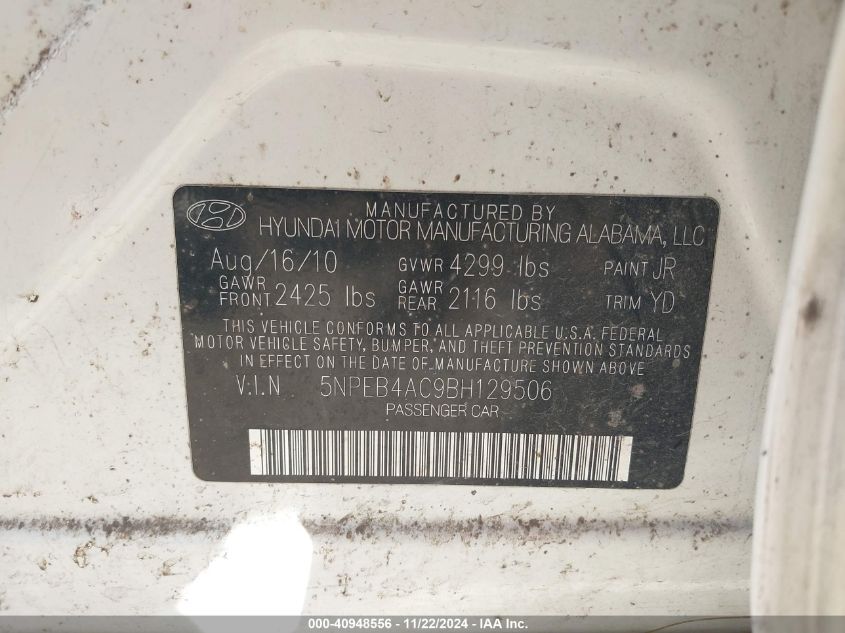 MANUFACTURED BY
HYUNDAI MOTOR MANUFACTURING ALABAMA, LLC
Aug/16/10 GVWR 4299 lbs PAINT JR
GAWR FRONT 2425 lbs GAWR REAR 2116 lbs TRIM YD
THIS VEHICLE CONFORMS TO ALL APPLICABLE U.S.A. FEDERAL
MOTOR VEHICLE SAFETY, BUMPER, AND THEFT PREVENTION STANDARDS
IN EFFECT ON THE DATE OF MANUFACTURE SHOWN ABOVE
V.I.N 5NPEB4AC9BH129506
PASSENGER CAR
000-40948556 - 11/22/2024 - IAA Inc.